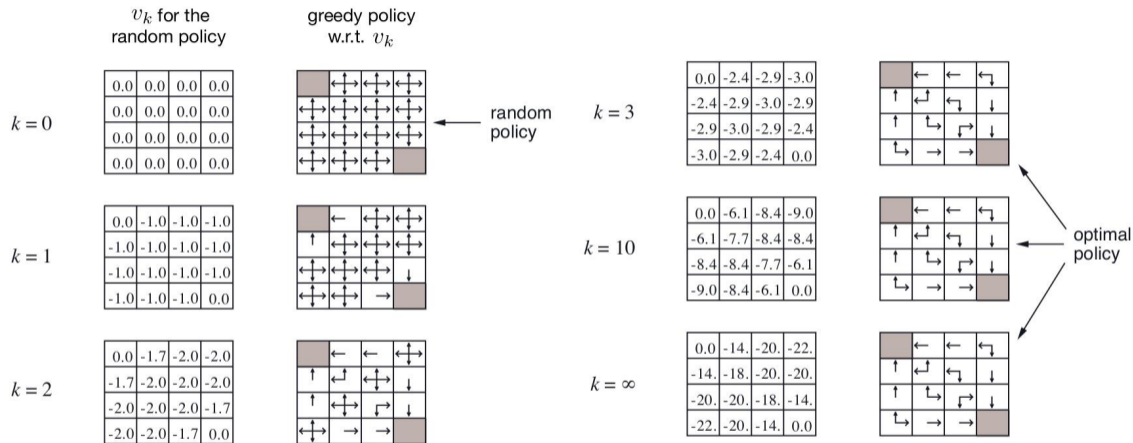 v_k for the
random policy
greedy policy
w.r.t. v_k
k = 0
0.0 0.0 0.0 0.0
0.0 0.0 0.0 0.0
0.0 0.0 0.0 0.0
0.0 0.0 0.0 0.0
random
policy
k = 1
0.0 -1.0 -1.0 -1.0
-1.0 -1.0 -1.0 -1.0
-1.0 -1.0 -1.0 -1.0
-1.0 -1.0 -1.0 0.0
k = 2
0.0 -1.7 -2.0 -2.0
-1.7 -2.0 -2.0 -2.0
-2.0 -2.0 -2.0 -1.7
-2.0 -2.0 -1.7 0.0
k = 3
0.0 -2.4 -2.9 -3.0
-2.4 -2.9 -3.0 -2.9
-2.9 -3.0 -2.9 -2.4
-3.0 -2.9 -2.4 0.0
k = 10
0.0 -6.1 -8.4 -9.0
-6.1 -7.7 -8.4 -8.4
-8.4 -8.4 -7.7 -6.1
-9.0 -8.4 -6.1 0.0
optimal
policy
k = ∞
0.0 -14. -20. -22.
-14. -18. -20. -20.
-20. -20. -18. -14.
-22. -20. -14. 0.0